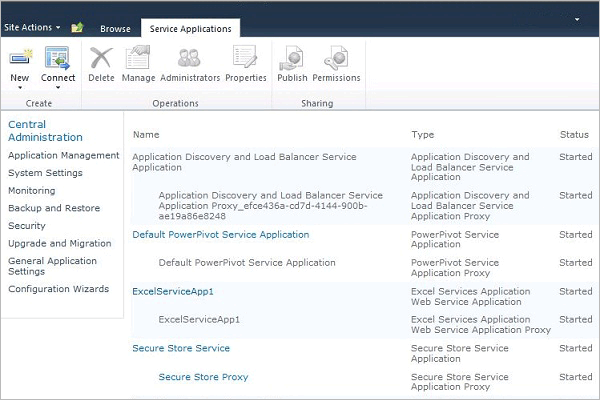 Site Actions
Browse
Service Applications
New
Connect
Delete
Manage
Administrators
Properties
Publish
Permissions
Create
Operations
Sharing
Central
Administration
Application Management
System Settings
Monitoring
Backup and Restore
Security
Upgrade and Migration
General Application
Settings
Configuration Wizards
Name Type Status
Application Discovery and Load Balancer Service Application Discovery and Started
Application Load Balancer Service
Application
Application Discovery and Load Balancer Service Application Discovery and Started
Application Proxy_efce436a-cd7d-4144-900b- Load Balancer Service
ae19a86e8248 Application Proxy
Default PowerPivot Service Application PowerPivot Service Started
Application
Default PowerPivot Service Application PowerPivot Service Started
Application Proxy
ExcelServiceApp1 Excel Services Application Started
Web Service Application
ExcelServiceApp1 Excel Services Application Started
Web Service Application Proxy
Secure Store Service Secure Store Service Started
Application
Secure Store Proxy Secure Store Service Started
Application Proxy